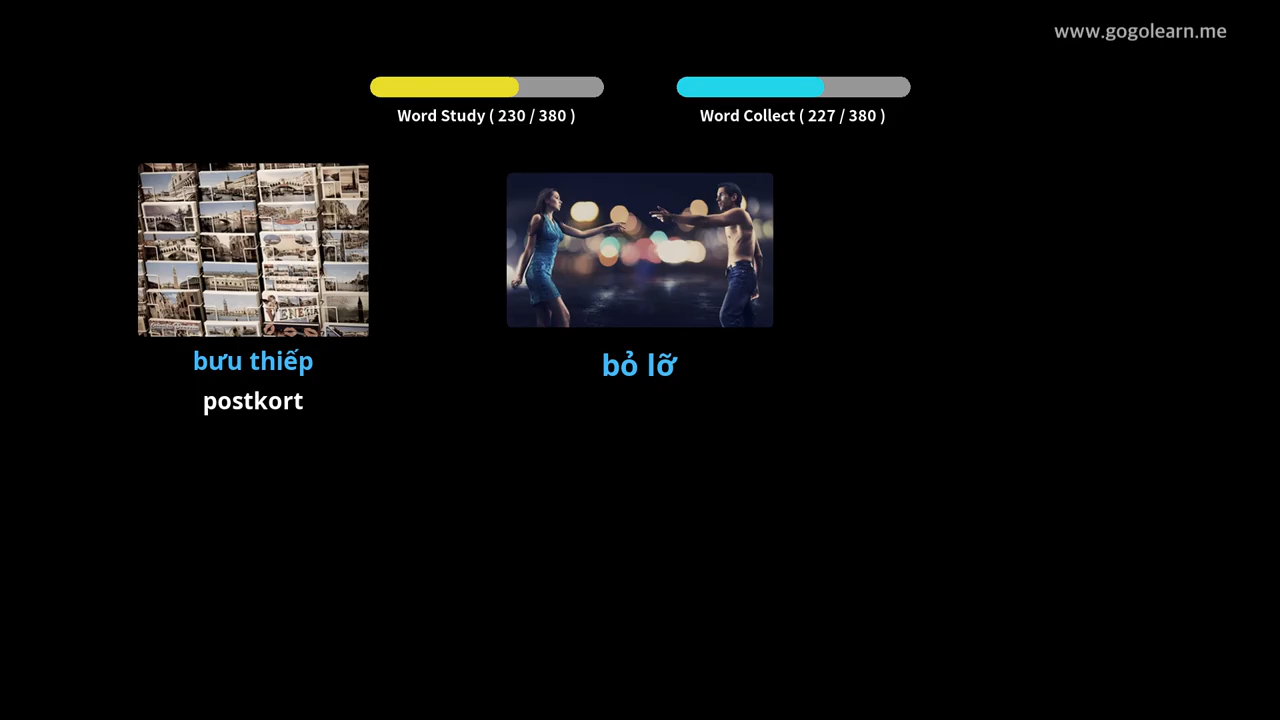 www.gogolearn.me
Word Study ( 230 / 380 )
Word Collect ( 227 / 380 )
bưu thiếp
postkort
bỏ lỡ